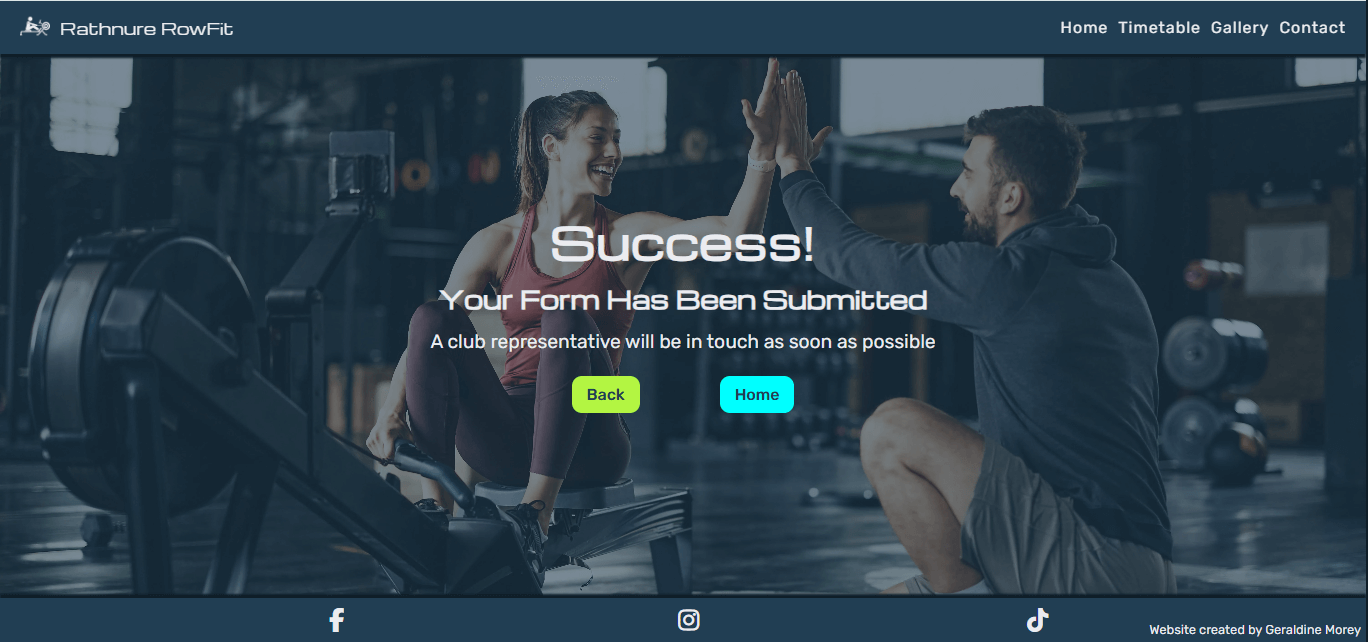 Rathnure RowFit
Home Timetable Gallery Contact
Success!
Your Form Has Been Submitted
A club representative will be in touch as soon as possible
Back Home
Website created by Geraldine Morey